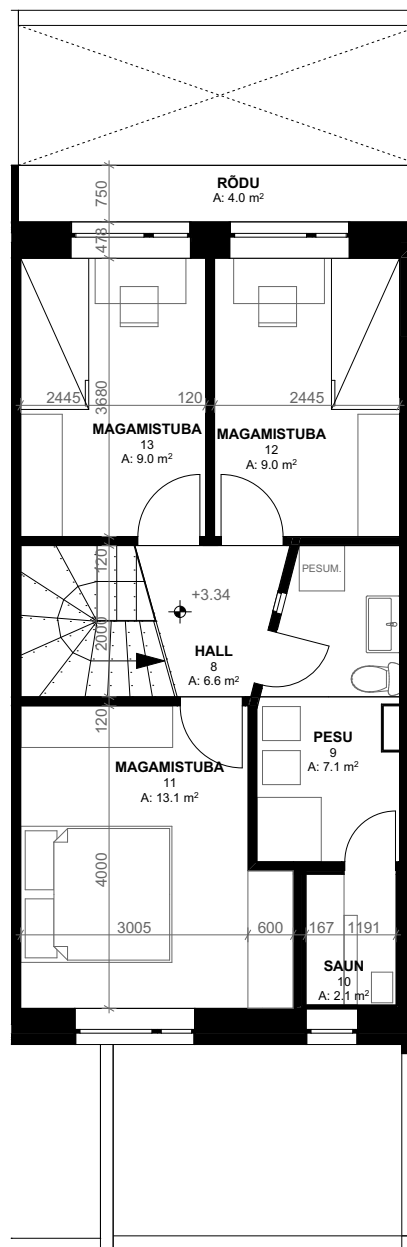 RÕDU
A: 4.0 m²
750
478
2445
120
2445
3680
MAGAMISTUBA
13
A: 9.0 m²
MAGAMISTUBA
12
A: 9.0 m²
120
PESUM.
+3.34
2000
HALL
8
A: 6.6 m²
120
PESU
9
A: 7.1 m²
MAGAMISTUBA
11
A: 13.1 m²
4000
3005
600
167
1191
SAUN
10
A: 2.1 m²